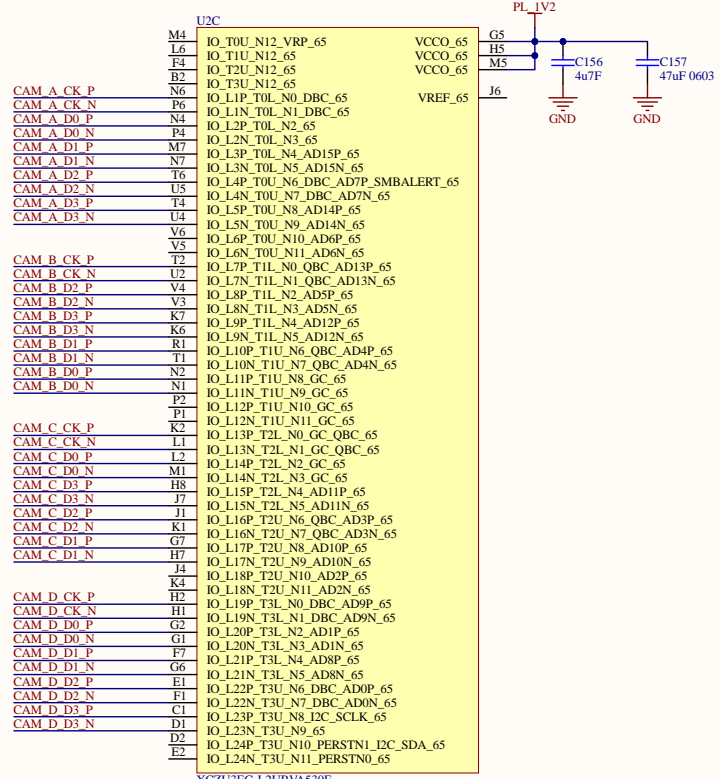 PL_1V2
U2C
M4 IO_T0U_N12_VRP_65 VCCO_65 G5
L6 IO_T1U_N12_65 VCCO_65 H5
F4 IO_T2U_N12_65 VCCO_65 M5
B2 IO_T3U_N12_65
CAM_A_CK_P N6 IO_L1P_T0L_N0_DBC_65 VREF_65 J6
CAM_A_CK_N P6 IO_L1N_T0L_N1_DBC_65
CAM_A_D0_P N4 IO_L2P_T0L_N2_65
CAM_A_D0_N P4 IO_L2N_T0L_N3_65
CAM_A_D1_P M7 IO_L3P_T0L_N4_AD15P_65
CAM_A_D1_N N7 IO_L3N_T0L_N5_AD15N_65
CAM_A_D2_P T6 IO_L4P_T0U_N6_DBC_AD7P_SMBALERT_65
CAM_A_D2_N U5 IO_L4N_T0U_N7_DBC_AD7N_65
CAM_A_D3_P T4 IO_L5P_T0U_N8_AD14P_65
CAM_A_D3_N U4 IO_L5N_T0U_N9_AD14N_65
V6 IO_L6P_T0U_N10_AD6P_65
V5 IO_L6N_T0U_N11_AD6N_65
CAM_B_CK_P T2 IO_L7P_T1L_N0_QBC_AD13P_65
CAM_B_CK_N U2 IO_L7N_T1L_N1_QBC_AD13N_65
CAM_B_D2_P V4 IO_L8P_T1L_N2_AD5P_65
CAM_B_D2_N V3 IO_L8N_T1L_N3_AD5N_65
CAM_B_D3_P K7 IO_L9P_T1L_N4_AD12P_65
CAM_B_D3_N K6 IO_L9N_T1L_N5_AD12N_65
CAM_B_D1_P R1 IO_L10P_T1U_N6_QBC_AD4P_65
CAM_B_D1_N T1 IO_L10N_T1U_N7_QBC_AD4N_65
CAM_B_D0_P N2 IO_L11P_T1U_N8_GC_65
CAM_B_D0_N N1 IO_L11N_T1U_N9_GC_65
P2 IO_L12P_T1U_N10_GC_65
P1 IO_L12N_T1U_N11_GC_65
CAM_C_CK_P K2 IO_L13P_T2L_N0_GC_QBC_65
CAM_C_CK_N L1 IO_L13N_T2L_N1_GC_QBC_65
CAM_C_D0_P L2 IO_L14P_T2L_N2_GC_65
CAM_C_D0_N M1 IO_L14N_T2L_N3_GC_65
CAM_C_D3_P H8 IO_L15P_T2L_N4_AD11P_65
CAM_C_D3_N J7 IO_L15N_T2L_N5_AD11N_65
CAM_C_D2_P J1 IO_L16P_T2U_N6_QBC_AD3P_65
CAM_C_D2_N K1 IO_L16N_T2U_N7_QBC_AD3N_65
CAM_C_D1_P G7 IO_L17P_T2U_N8_AD10P_65
CAM_C_D1_N H7 IO_L17N_T2U_N9_AD10N_65
J4 IO_L18P_T2U_N10_AD2P_65
K4 IO_L18N_T2U_N11_AD2N_65
CAM_D_CK_P H2 IO_L19P_T3L_N0_DBC_AD9P_65
CAM_D_CK_N H1 IO_L19N_T3L_N1_DBC_AD9N_65
CAM_D_D0_P G2 IO_L20P_T3L_N2_AD1P_65
CAM_D_D0_N G1 IO_L20N_T3L_N3_AD1N_65
CAM_D_D1_P F7 IO_L21P_T3L_N4_AD8P_65
CAM_D_D1_N G6 IO_L21N_T3L_N5_AD8N_65
CAM_D_D2_P E1 IO_L22P_T3U_N6_DBC_AD0P_65
CAM_D_D2_N F1 IO_L22N_T3U_N7_DBC_AD0N_65
CAM_D_D3_P C1 IO_L23P_T3U_N8_I2C_SCLK_65
CAM_D_D3_N D1 IO_L23N_T3U_N9_65
D2 IO_L24P_T3U_N10_PERSTN1_I2C_SDA_65
E2 IO_L24N_T3U_N11_PERSTN0_65
C156
4u7F
GND
C157
47uF 0603
GND